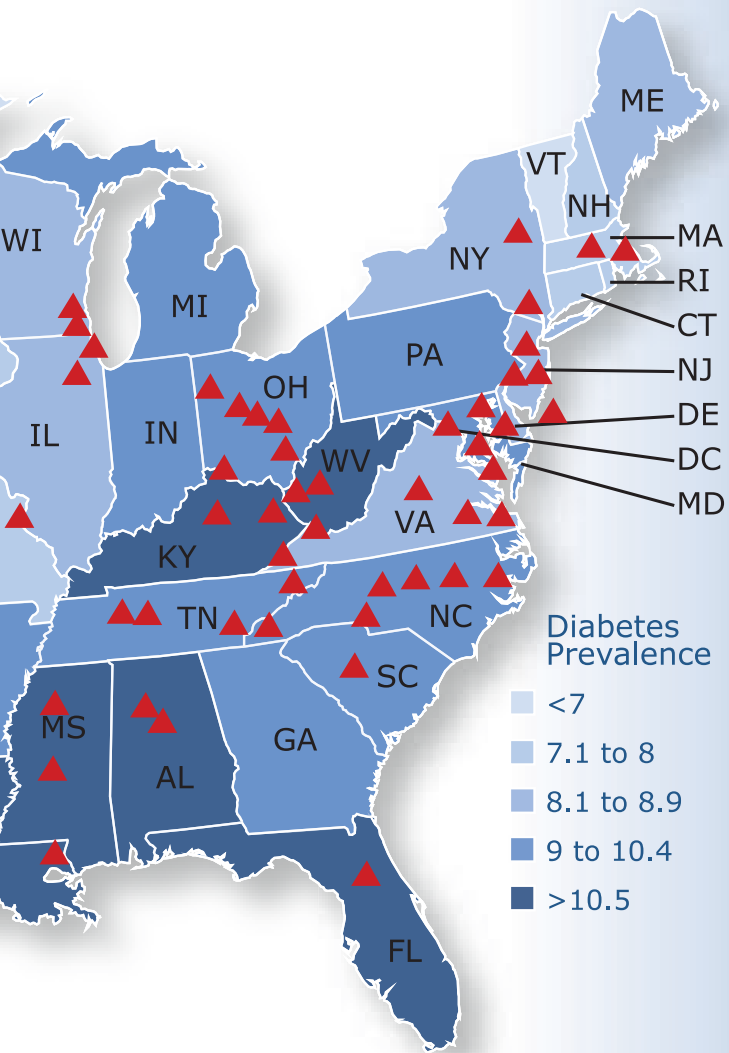 ME
VT
NH
WI
MA
NY
RI
MI
CT
PA
NJ
OH
DE
IL
IN
WV
DC
MD
VA
KY
TN
NC
Diabetes
Prevalence
SC
<7
MS
GA
7.1 to 8
AL
8.1 to 8.9
9 to 10.4
>10.5
FL